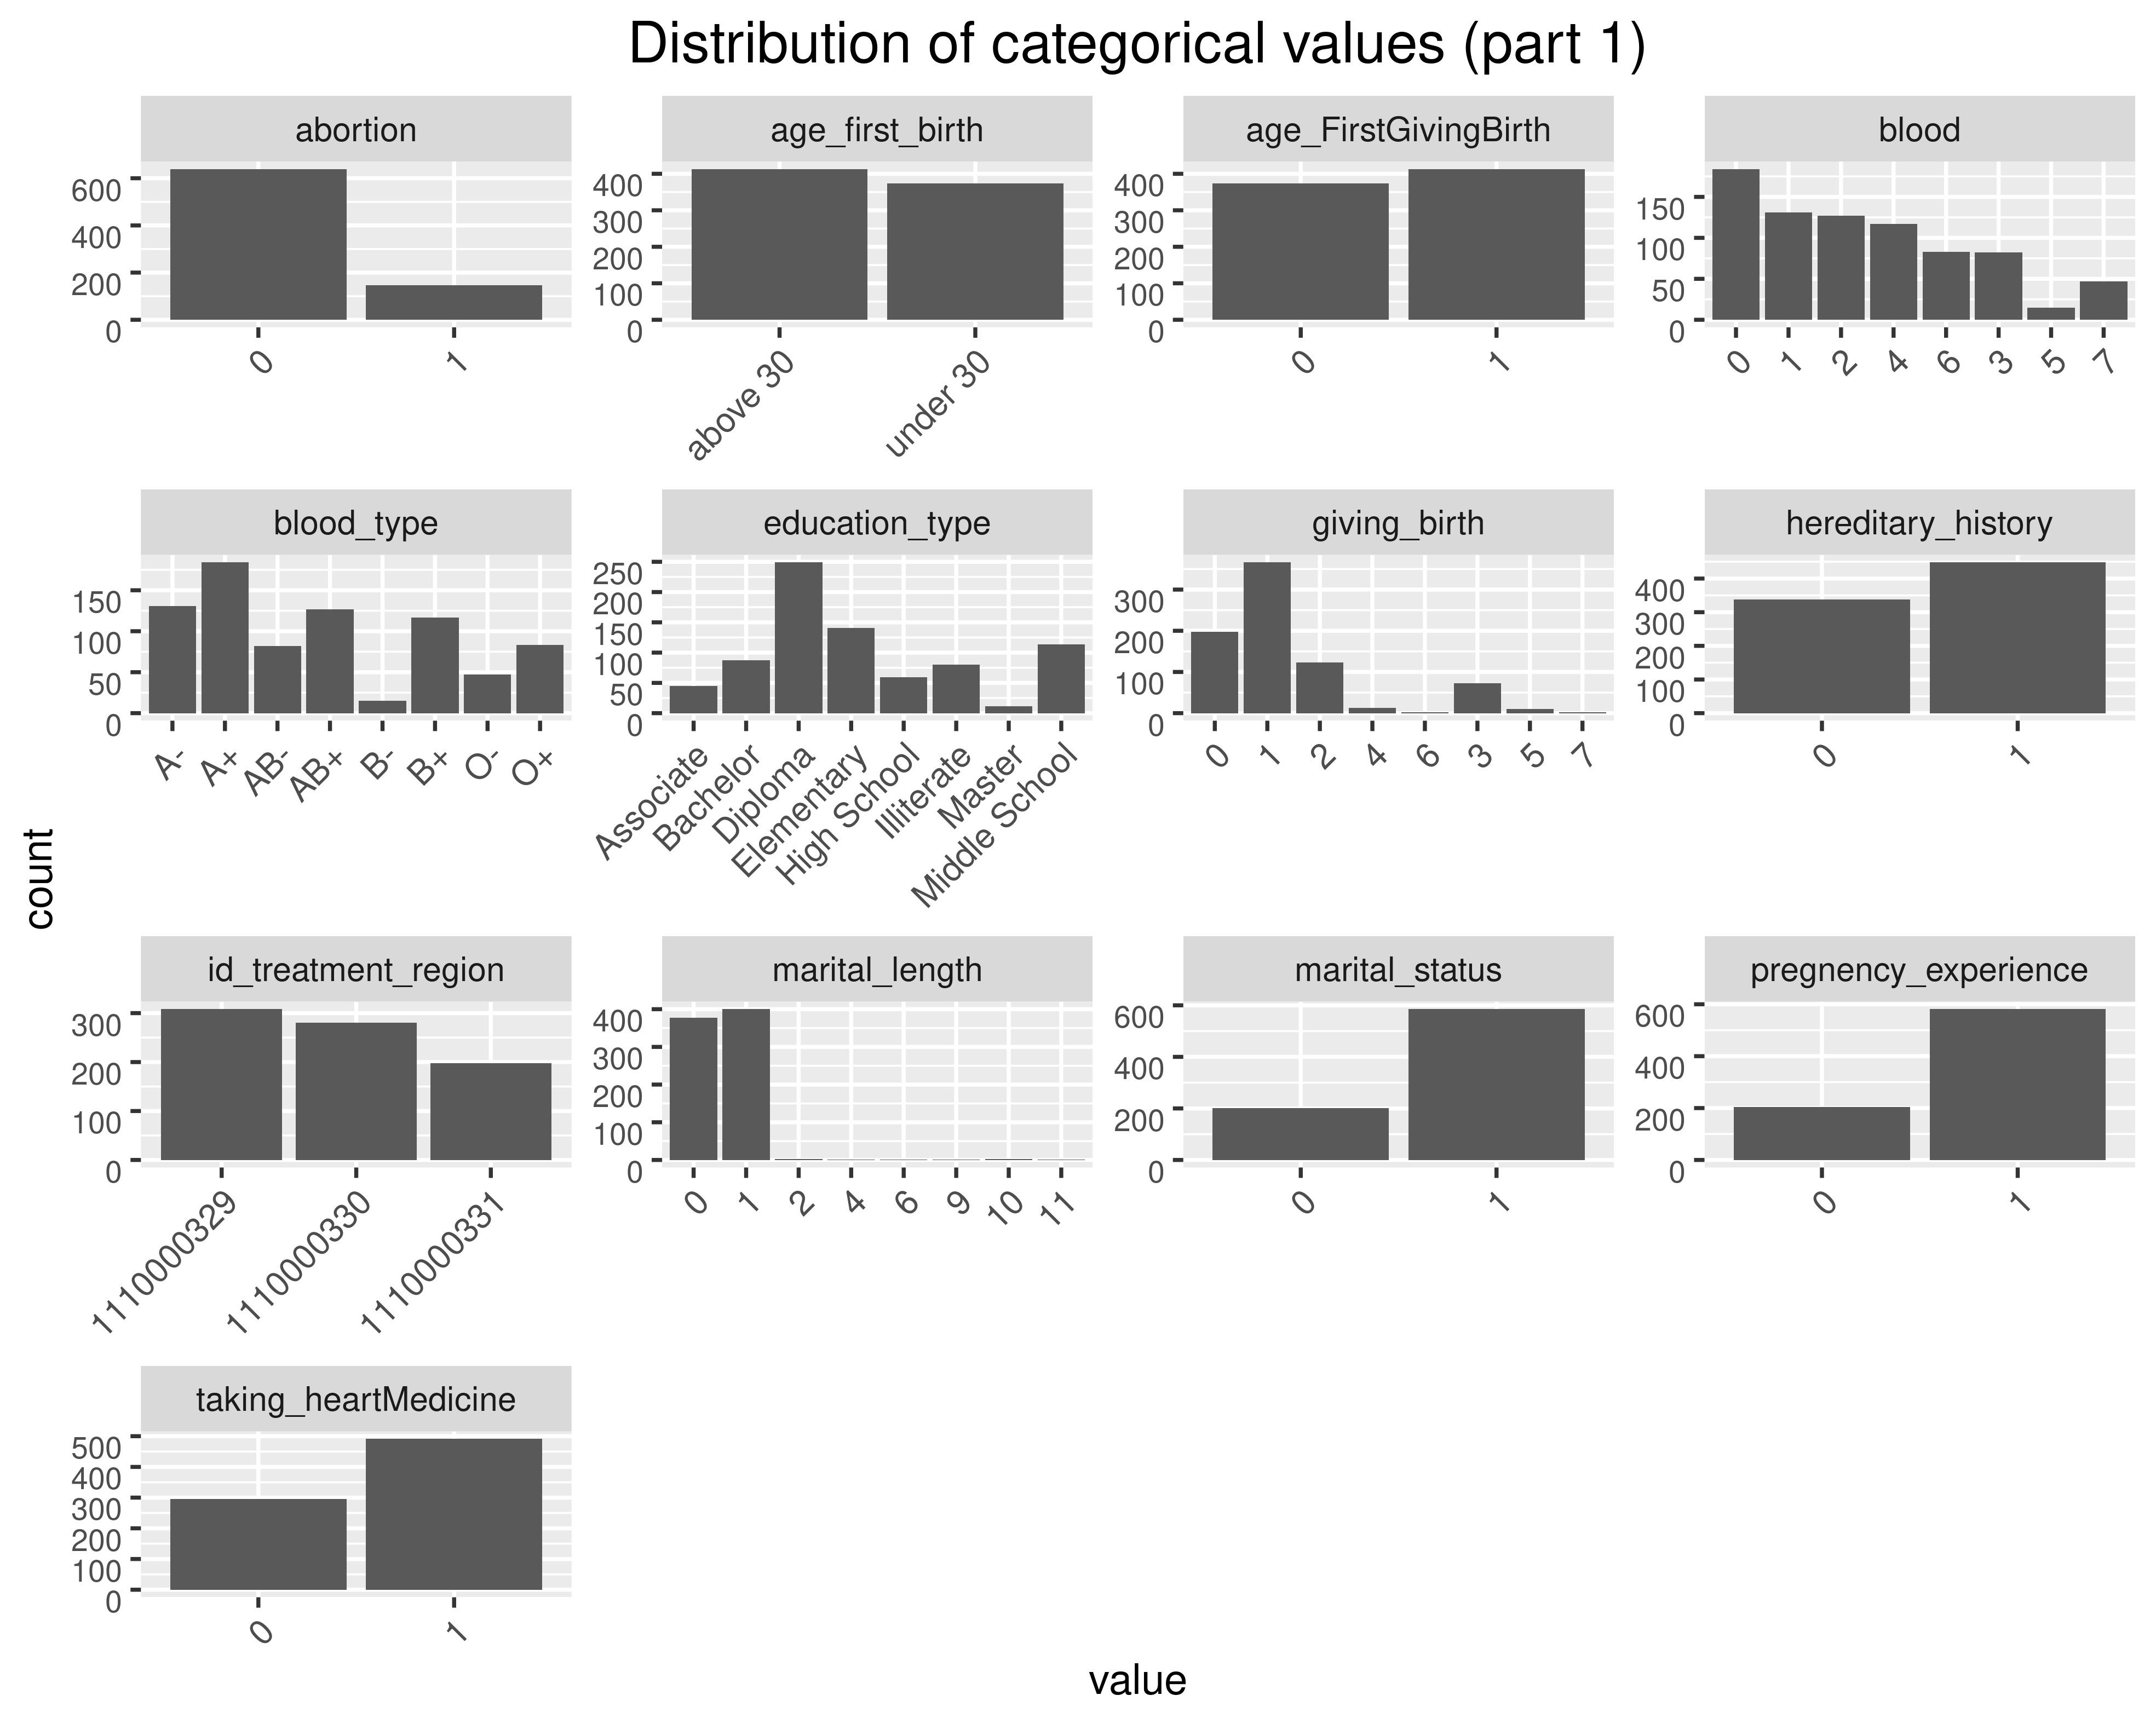 Distribution of categorical values (part 1)
abortion
age_first_birth
age_FirstGivingBirth
blood
600
400
200
0
0
1
400
300
200
100
0
above 30
under 30
400
300
200
100
0
0
1
150
100
50
0
0
1
2
4
6
3
5
7
blood_type
education_type
giving_birth
hereditary_history
150
100
50
0
A-
A+
AB-
AB+
B-
B+
O-
O+
250
200
150
100
50
0
Associate
Bachelor
Diploma
Elementary
High School
Illiterate
Master
Middle School
300
200
100
0
0
1
2
4
6
3
5
7
400
300
200
100
0
0
1
count
id_treatment_region
marital_length
marital_status
pregnency_experience
300
200
100
0
1110000329
1110000330
1110000331
400
300
200
100
0
0
1
2
4
6
9
10
11
600
400
200
0
0
1
600
400
200
0
0
1
taking_heartMedicine
500
400
300
200
100
0
0
1
value